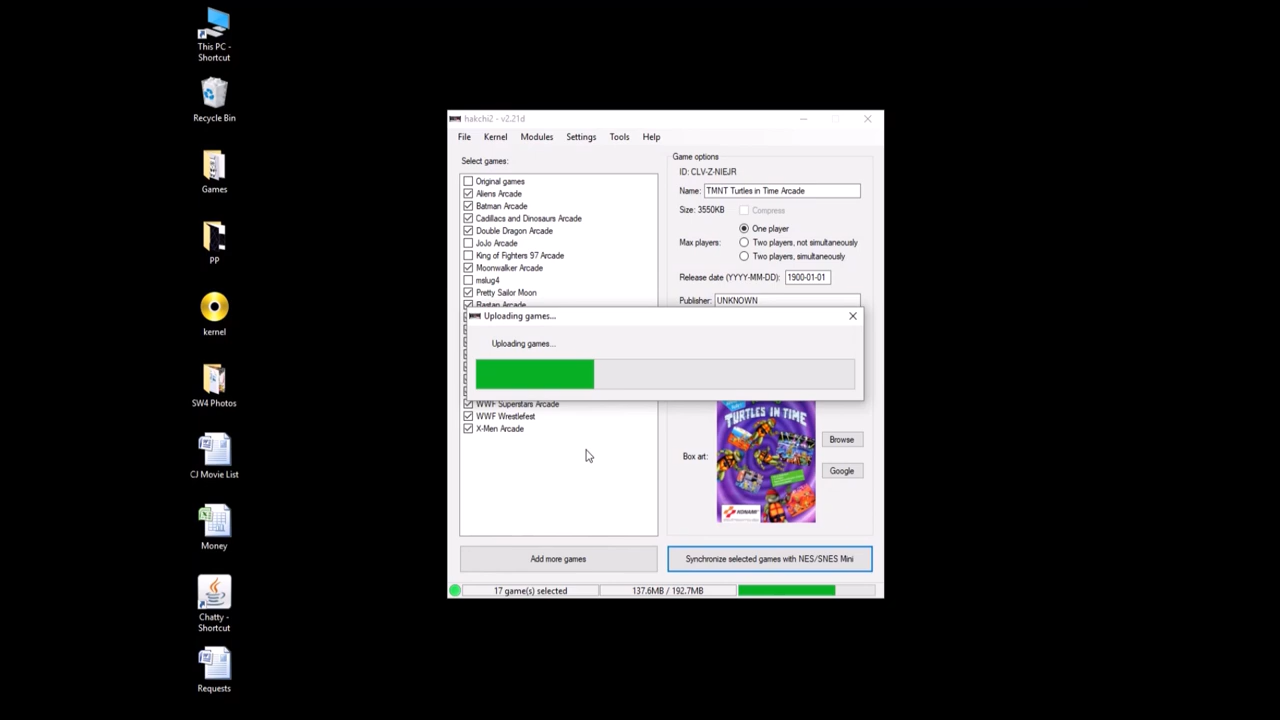 This PC -
Shortcut
Recycle Bin
Games
PP
kernel
SW4 Photos
CJ Movie List
Money
Chatty -
Shortcut
Requests
hakchi2 - v2.21d
File Kernel Modules Settings Tools Help
Select games:
Original games
Aliens Arcade
Batman Arcade
Cadillacs and Dinosaurs Arcade
Double Dragon Arcade
JoJo Arcade
King of Fighters 97 Arcade
Moonwalker Arcade
mslug4
Pretty Sailor Moon
Rastan Arcade
WWF Superstars Arcade
WWF Wrestlefest
X-Men Arcade
Add more games
Game options
ID: CLV-Z-NIEJR
Name: TMNT Turtles in Time Arcade
Size: 3550KB Compress
Max players:
One player
Two players, not simultaneously
Two players, simultaneously
Release date (YYYY-MM-DD): 1900-01-01
Publisher: UNKNOWN
Uploading games...
Uploading games...
Box art:
TURTLES IN TIME
KONAMI
Browse
Google
Synchronize selected games with NES/SNES Mini
17 game(s) selected 137.6MB / 192.7MB